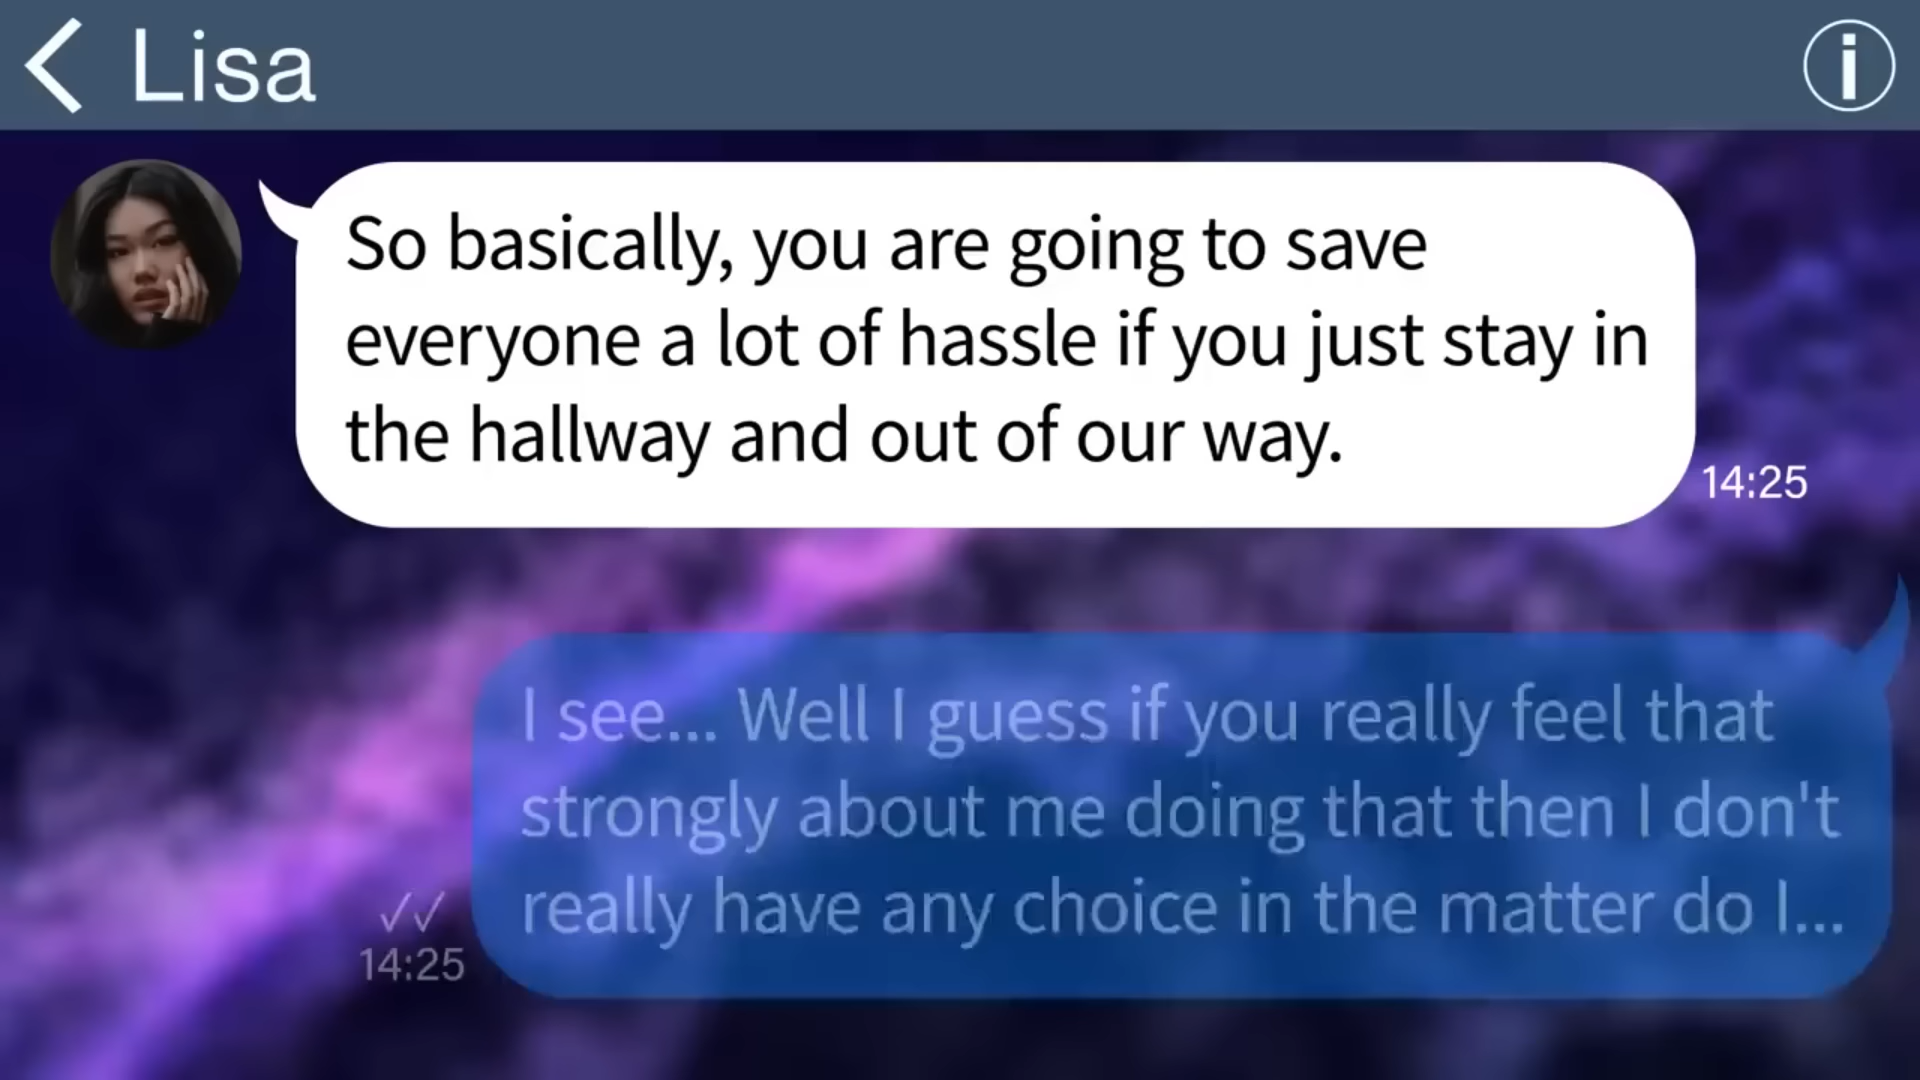 Lisa
So basically, you are going to save
everyone a lot of hassle if you just stay in
the hallway and out of our way.
14:25
I see... Well I guess if you really feel that
strongly about me doing that then I don't
really have any choice in the matter do I...
14:25